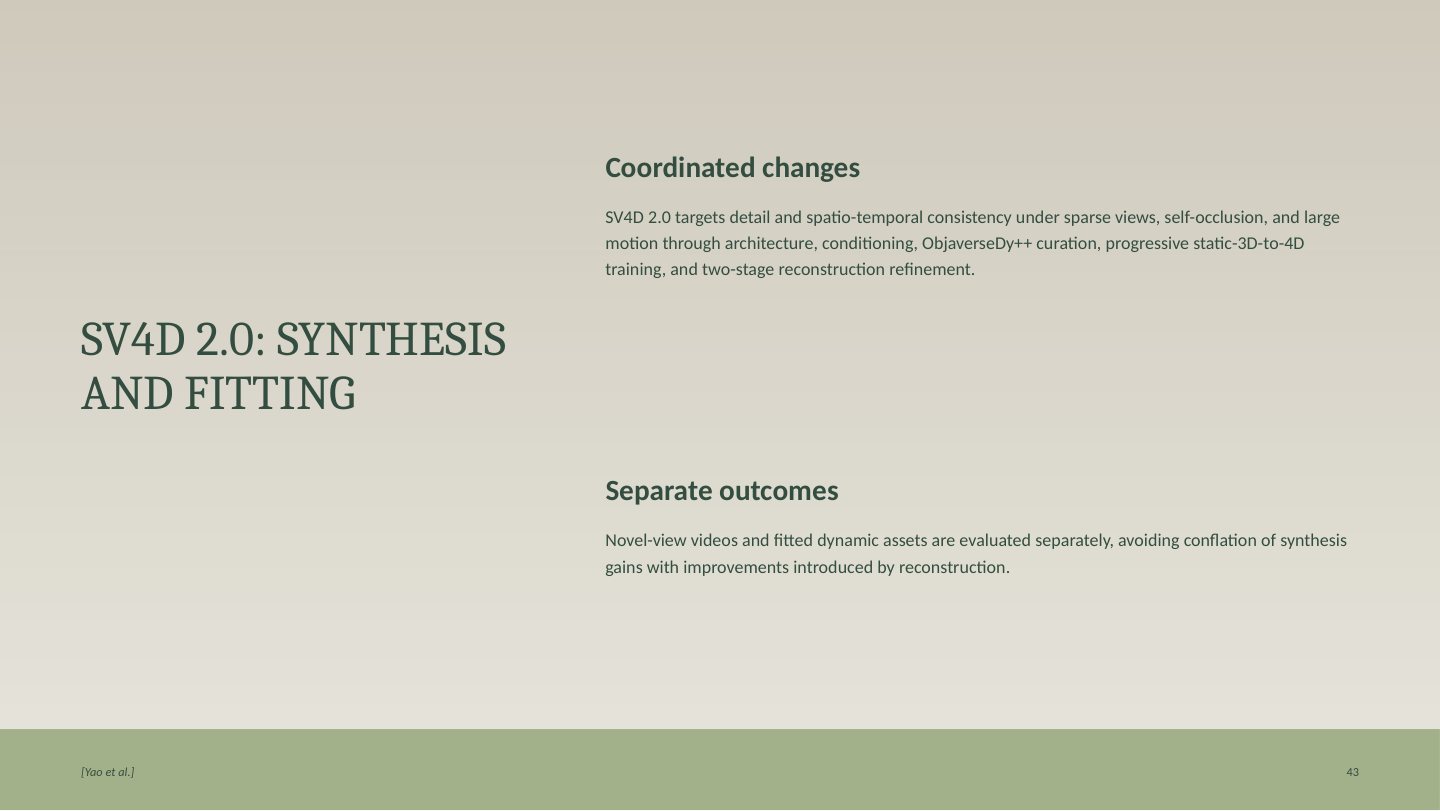 SV4D 2.0: SYNTHESIS
AND FITTING
Coordinated changes
SV4D 2.0 targets detail and spatio-temporal consistency under sparse views, self-occlusion, and large
motion through architecture, conditioning, ObjaverseDy++ curation, progressive static-3D-to-4D
training, and two-stage reconstruction refinement.
Separate outcomes
Novel-view videos and fitted dynamic assets are evaluated separately, avoiding conflation of synthesis
gains with improvements introduced by reconstruction.
[Yao et al.]
43